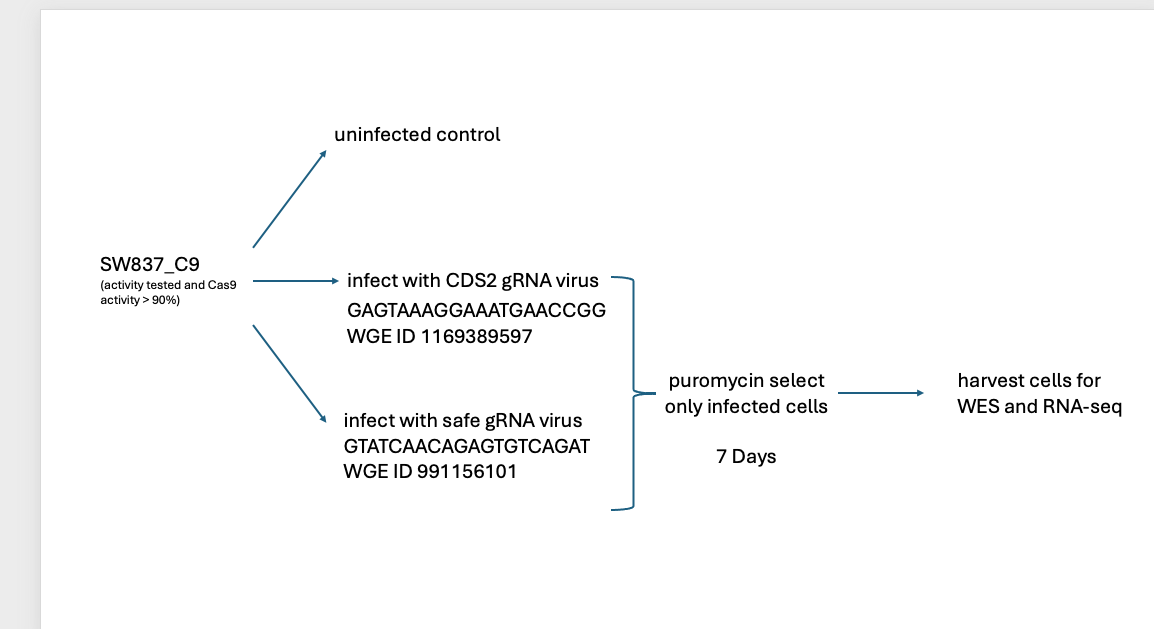 uninfected control
SW837_C9
(activity tested and Cas9
activity > 90%)
infect with CDS2 gRNA virus
GAGTAAAGGAAATGAACCGG
WGE ID 1169389597
infect with safe gRNA virus
GTATCAACAGAGTGTCAGAT
WGE ID 991156101
puromycin select
only infected cells
7 Days
harvest cells for
WES and RNA-seq